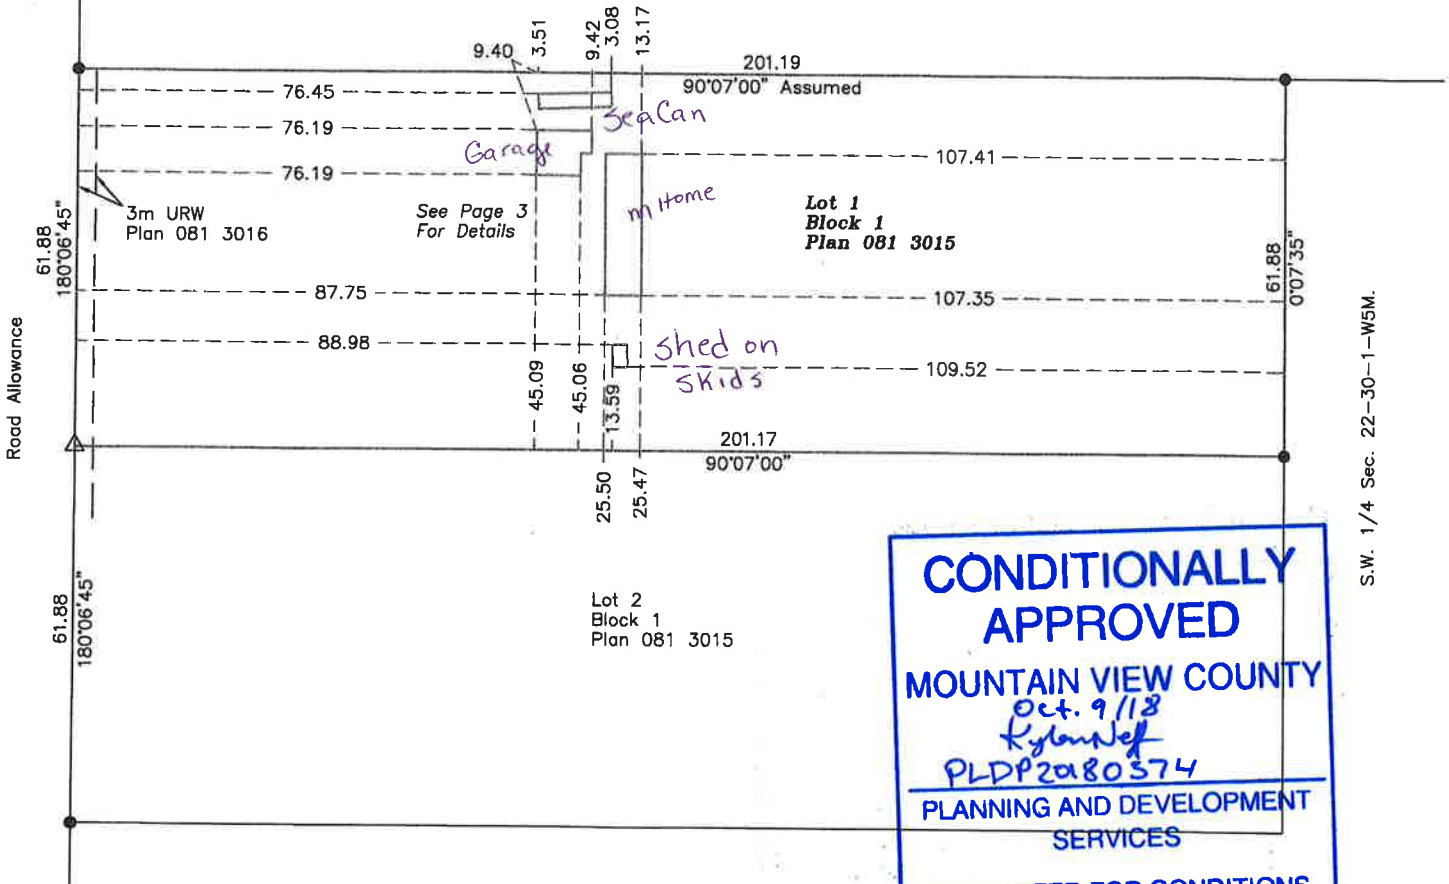 9.40
3.51
9.42
3.08
13.17
201.19
90°07'00" Assumed
76.45
SeaCan
76.19
Garage
107.41
76.19
m Home
Lot 1
Block 1
Plan 081 3015
3m URW
Plan 081 3016
See Page 3
For Details
61.88
180°06'45"
61.88
0°07'35"
Road Allowance
S.W. 1/4 Sec. 22-30-1-W5M.
87.75
107.35
88.98
Shed on
Skids
109.52
45.09
45.06
13.59
201.17
90°07'00"
25.50
25.47
61.88
180°06'45"
Lot 2
Block 1
Plan 081 3015
CONDITIONALLY
APPROVED
MOUNTAIN VIEW COUNTY
Oct. 9/18
PLDP20180374
PLANNING AND DEVELOPMENT
SERVICES
FOR CONDITIONS